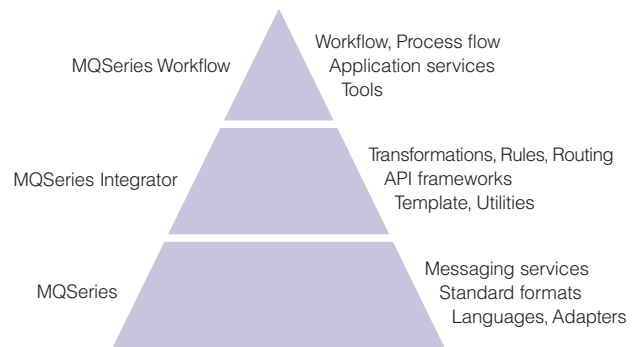 MQSeries Workflow
Workflow, Process flow
Application services
Tools
MQSeries Integrator
Transformations, Rules, Routing
API frameworks
Template, Utilities
MQSeries
Messaging services
Standard formats
Languages, Adapters